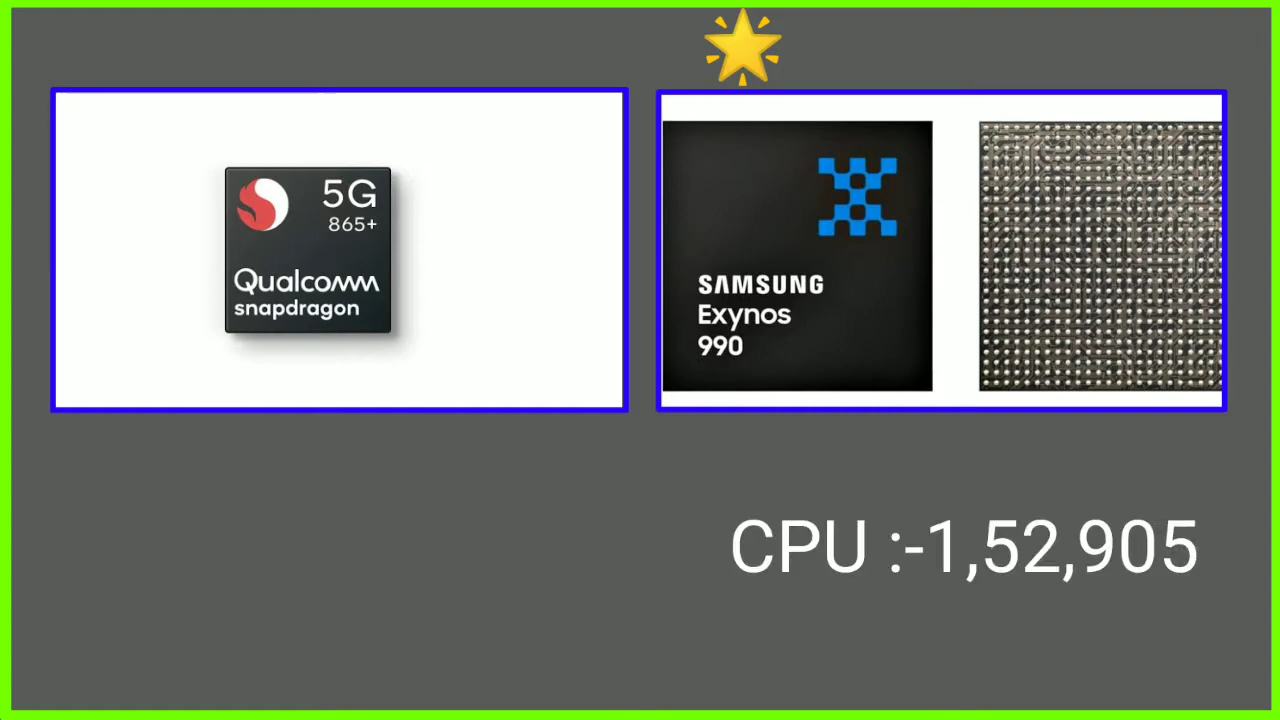 5G
865+
Qualcomm
snapdragon
SAMSUNG
Exynos
990
CPU :-1,52,905